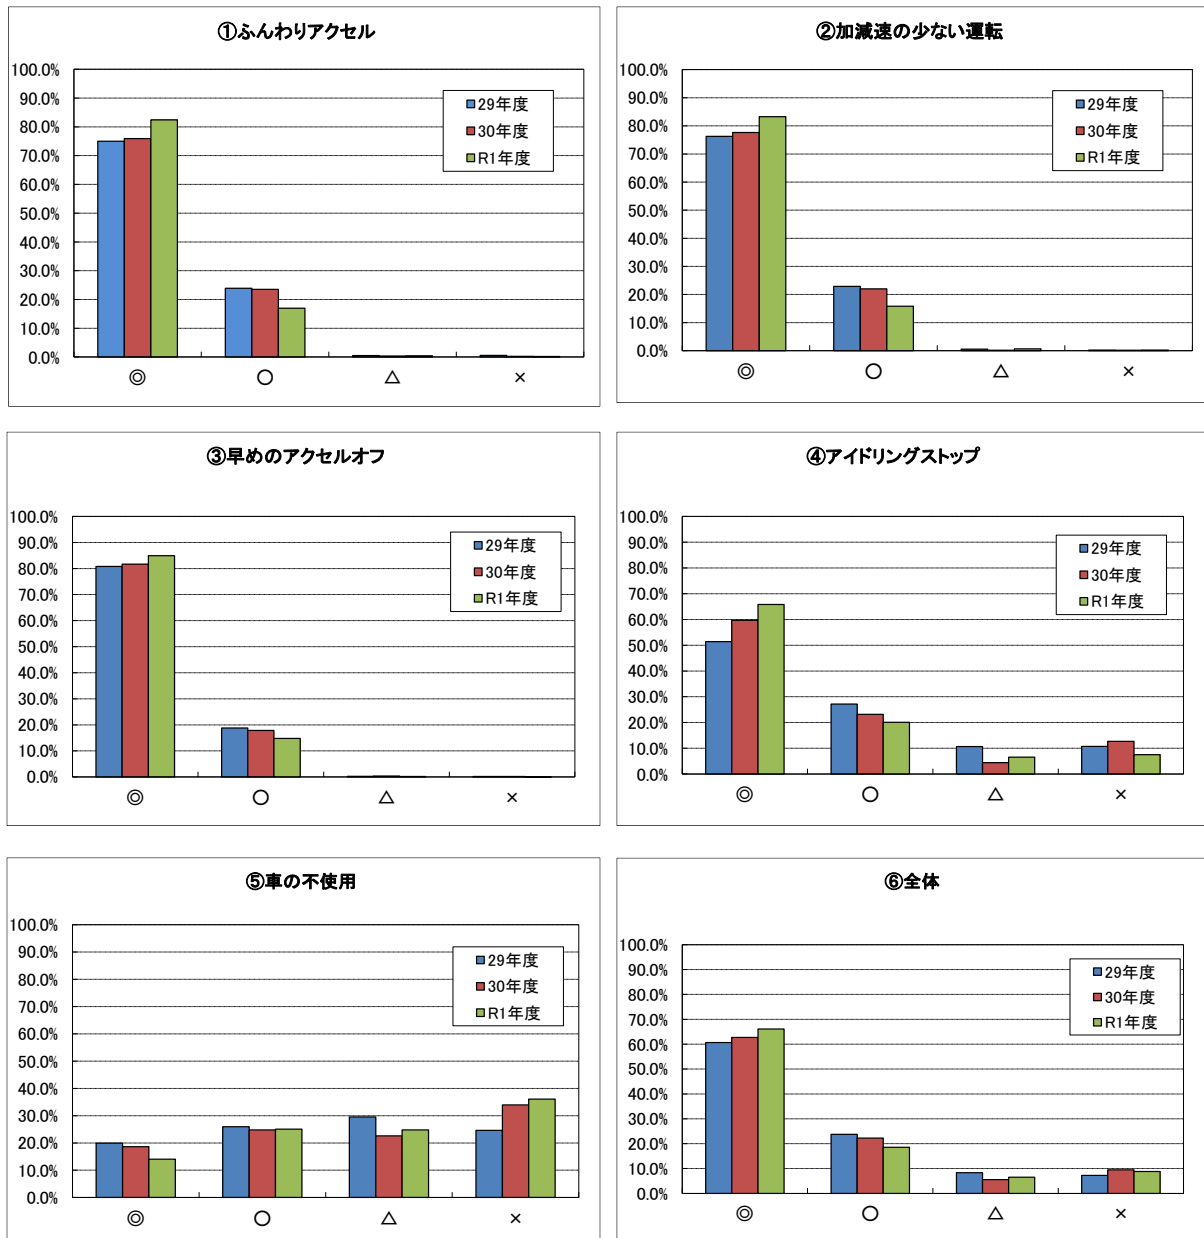 ①ふんわりアクセル
100.0%
90.0%
80.0%
70.0%
60.0%
50.0%
40.0%
30.0%
20.0%
10.0%
0.0%
29年度
30年度
R1年度
◎ ○ △ ×
②加減速の少ない運転
100.0%
90.0%
80.0%
70.0%
60.0%
50.0%
40.0%
30.0%
20.0%
10.0%
0.0%
29年度
30年度
R1年度
◎ ○ △ ×
③早めのアクセルオフ
100.0%
90.0%
80.0%
70.0%
60.0%
50.0%
40.0%
30.0%
20.0%
10.0%
0.0%
29年度
30年度
R1年度
◎ ○ △ ×
④アイドリングストップ
100.0%
90.0%
80.0%
70.0%
60.0%
50.0%
40.0%
30.0%
20.0%
10.0%
0.0%
29年度
30年度
R1年度
◎ ○ △ ×
⑤車の不使用
100.0%
90.0%
80.0%
70.0%
60.0%
50.0%
40.0%
30.0%
20.0%
10.0%
0.0%
29年度
30年度
R1年度
◎ ○ △ ×
⑥全体
100.0%
90.0%
80.0%
70.0%
60.0%
50.0%
40.0%
30.0%
20.0%
10.0%
0.0%
29年度
30年度
R1年度
◎ ○ △ ×